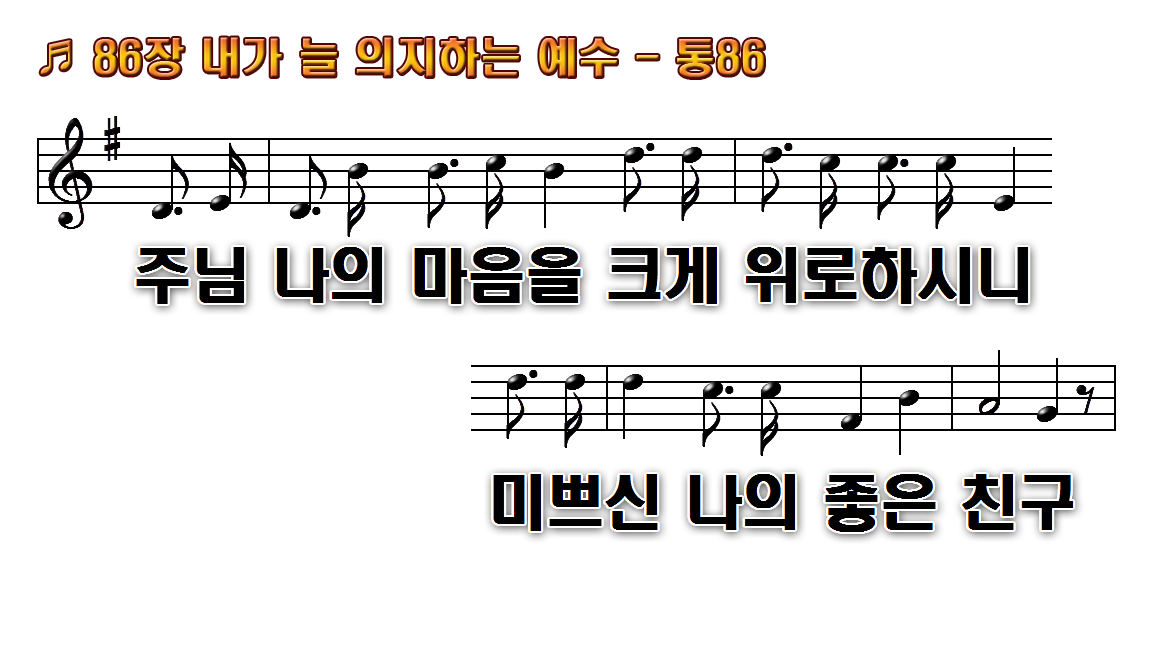 ♬ 86장 내가 늘 의지하는 예수 - 통86
주님 나의 마음을 크게 위로하시니
미쁘신 나의 좋은 친구